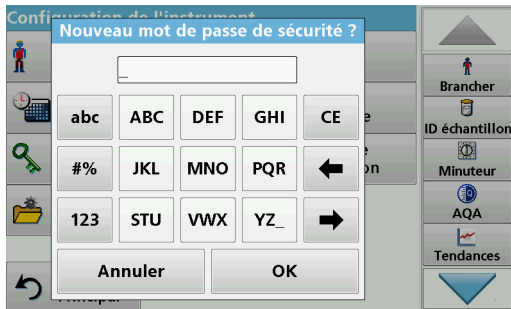 Configuration de l'instrument
Nouveau mot de passe de sécurité ?
_
abc ABC DEF GHI CE
#% JKL MNO PQR
123 STU VWX YZ_
Annuler OK
Principal
Brancher
ID échantillon
Minuteur
AQA
Tendances